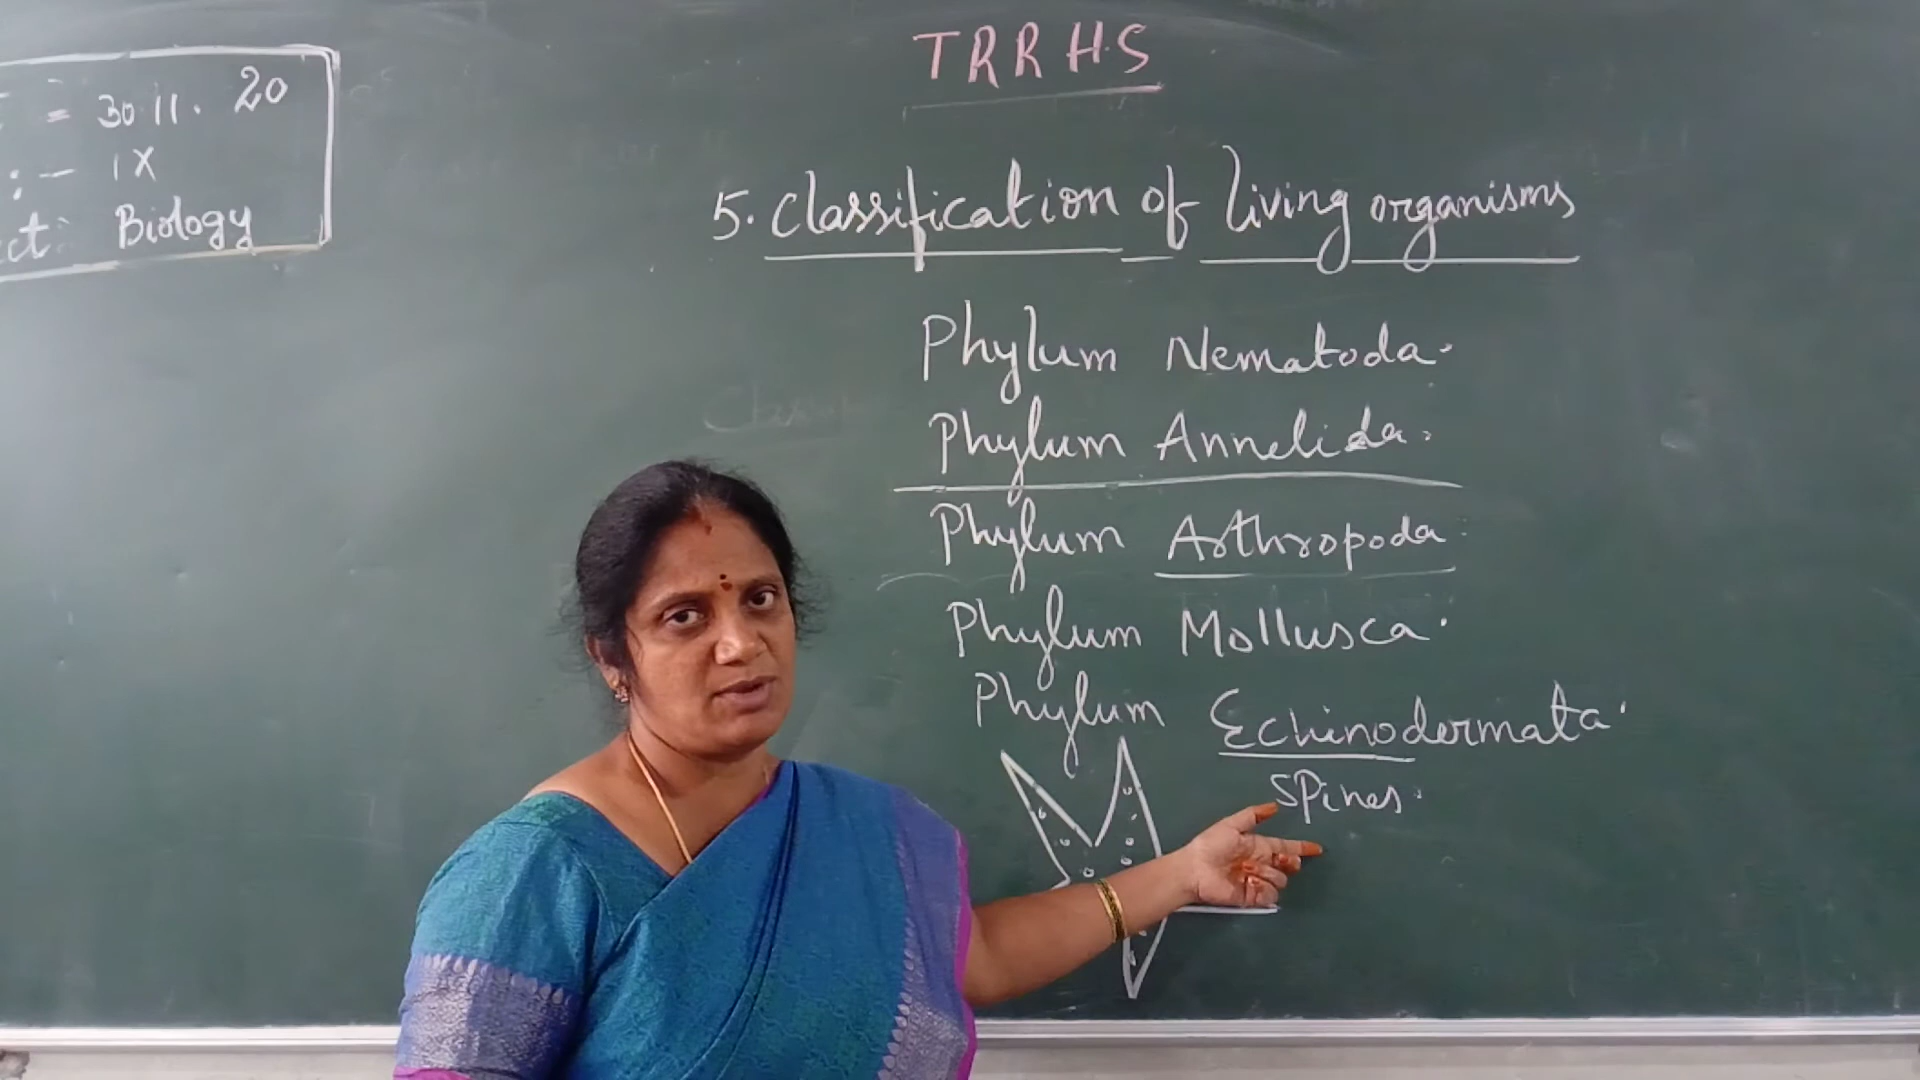 = 30 11. 20
:- IX
ect: Biology
TRRHS
5. Classification of living organisms
Phylum Nematoda.
Phylum Annelida.
Phylum Arthropoda
Phylum Mollusca.
Phylum Echinodermata.
Spines.